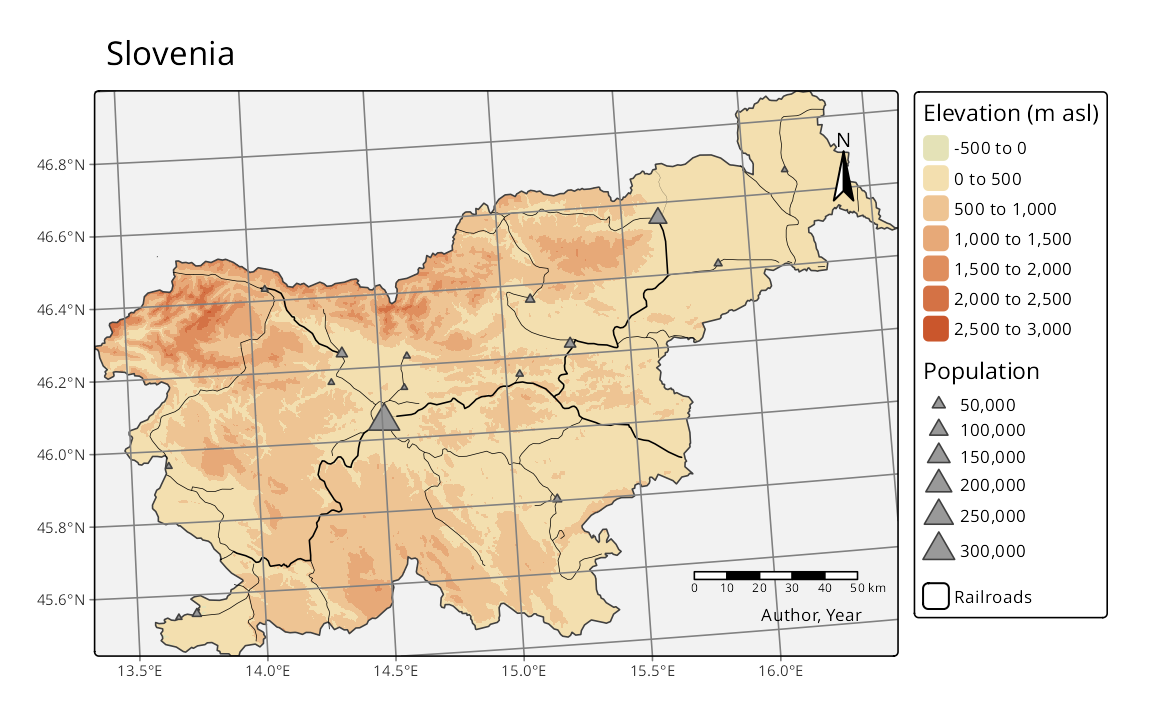 Slovenia
46.8°N
46.6°N
46.4°N
46.2°N
46.0°N
45.8°N
45.6°N
13.5°E
14.0°E
14.5°E
15.0°E
15.5°E
16.0°E
N
0 10 20 30 40 50 km
Author, Year
Elevation (m asl)
-500 to 0
0 to 500
500 to 1,000
1,000 to 1,500
1,500 to 2,000
2,000 to 2,500
2,500 to 3,000
Population
50,000
100,000
150,000
200,000
250,000
300,000
Railroads